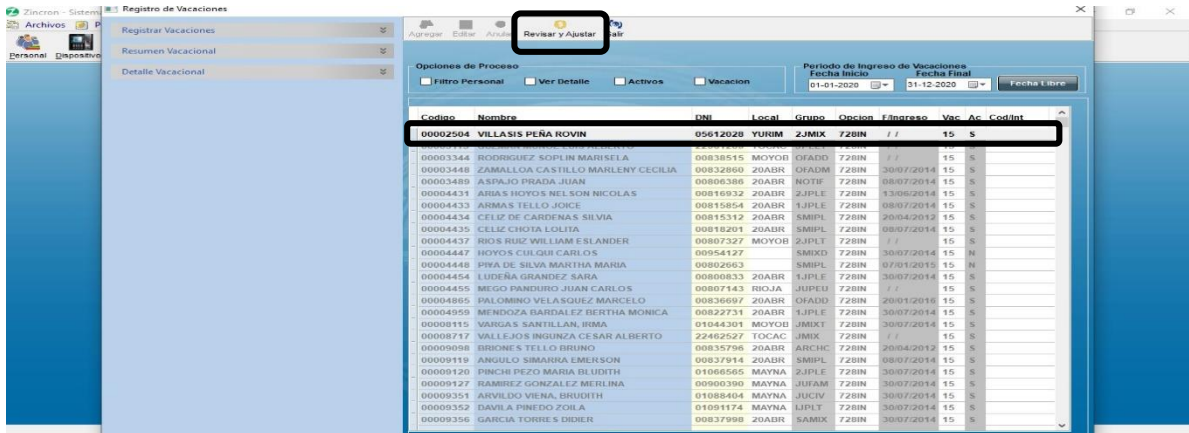 Zincron - Sistem
Registro de Vacaciones
Archivos P
Personal Dispositivo
Registrar Vacaciones
Resumen Vacacional
Detalle Vacacional
Agregar Editar Anular Revisar y Ajustar Salir
Opciones de Proceso
Filtro Personal Ver Detalle Activos Vacacion
Periodo de Ingreso de Vacaciones
Fecha Inicio Fecha Final
01-01-2020 31-12-2020 Fecha Libre
Codigo Nombre DNI Local Grupo Opcion F/Ingreso Vac Ac Cod/Int
00002504 VILLASIS PEÑA ROVIN 05612028 YURIM 2JMIX 728IN / / 15 S
00003344 RODRIGUEZ SOPLIN MARISELA 00838515 MOYOB OFADD 728IN / / 15 S
00003448 ZAMALLOA CASTILLO MARLENY CECILIA 00832860 20ABR OFADM 728IN 30/07/2014 15 S
00003489 ASPAJO PRADA JUAN 00806386 20ABR NOTIF 728IN 08/07/2014 15 S
00004431 ARIAS HOYOS NELSON NICOLAS 00816932 20ABR 2JPLE 728IN 13/06/2014 15 S
00004433 ARMAS TELLO JOICE 00815854 20ABR 1JPLE 728IN 08/07/2014 15 S
00004434 CELIZ DE CARDENAS SILVIA 00815312 20ABR SMIPL 728IN 20/04/2012 15 S
00004435 CELIZ CHOTA LOLITA 00818201 20ABR SMIPL 728IN 08/07/2014 15 S
00004437 RIOS RUIZ WILLIAM ESLANDER 00807327 MOYOB 2JPLT 728IN / / 15 S
00004447 HOYOS CULQUI CARLOS 00954127 SMIXD 728IN 30/07/2014 15 N
00004448 PIYA DE SILVA MARTHA MARIA 00802663 SMIPL 728IN 07/01/2015 15 N
00004454 LUDEÑA GRANDEZ SARA 00800833 20ABR 1JPLE 728IN 30/07/2014 15 S
00004455 MEGO PANDURO JUAN CARLOS 00807143 RIOJA JUPEU 728IN / / 15 S
00004865 PALOMINO VELASQUEZ MARCELO 00836697 20ABR OFADD 728IN 20/01/2016 15 S
00004959 MENDOZA BARDALEZ BERTHA MONICA 00822731 20ABR 1JPLE 728IN 30/07/2014 15 S
00008115 VARGAS SANTILLAN, IRMA 01044301 MOYOB JMIXT 728IN 30/07/2014 15 S
00008717 VALLEJOS INGUNZA CESAR ALBERTO 22462527 TOCAC JMIX 728IN / / 15 S
00009098 BRIONES TELLO BRUNO 00835796 20ABR ARCHC 728IN 20/04/2012 15 S
00009119 ANGULO SIMARRA EMERSON 00837914 20ABR SMIPL 728IN 08/07/2014 15 S
00009120 PINCHI PEZO MARIA BLUDITH 01066565 MAYNA 2JPLE 728IN 30/07/2014 15 S
00009127 RAMIREZ GONZALEZ MERLINA 00900390 MAYNA JUFAM 728IN 30/07/2014 15 S
00009351 ARVILDO VIENA, BRUDITH 01088404 MAYNA JUCIV 728IN 30/07/2014 15 S
00009352 DAVILA PINEDO ZOILA 01091174 MAYNA IJPLT 728IN 30/07/2014 15 S
00009356 GARCIA TORRES DIDIER 00837998 20ABR SAMIX 728IN 30/07/2014 15 S